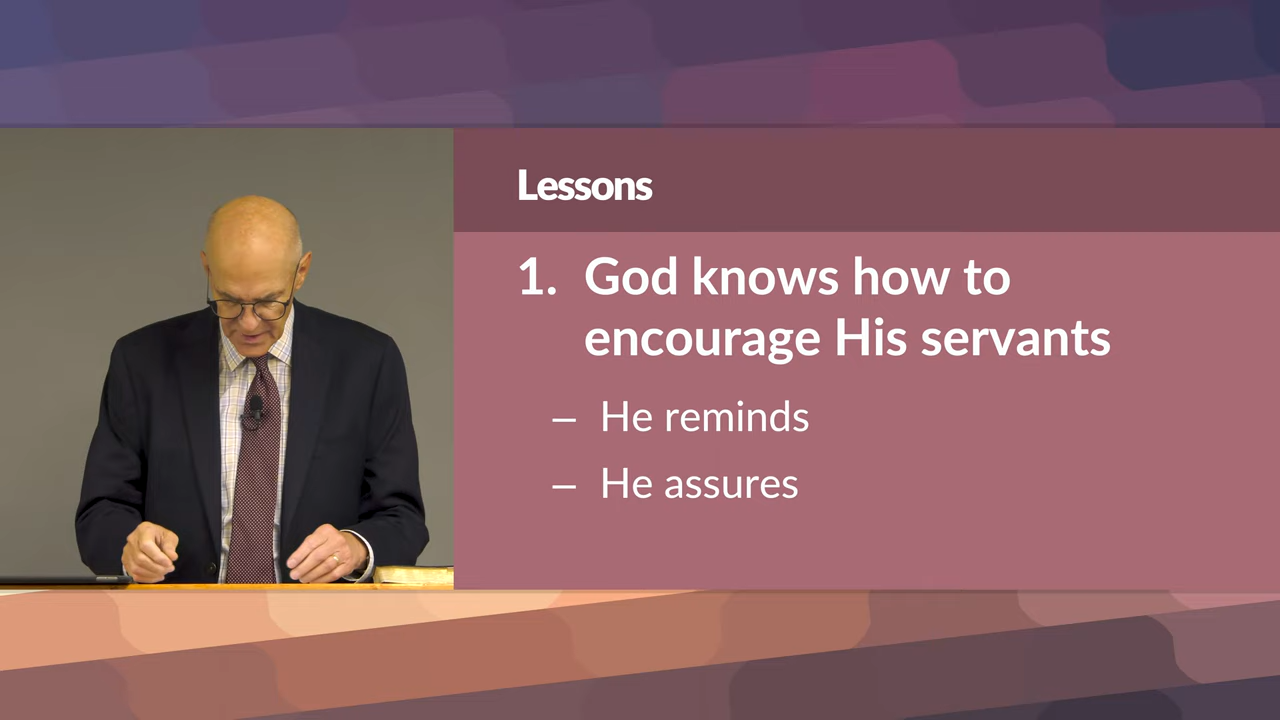 Lessons
1. God knows how to
encourage His servants
– He reminds
– He assures